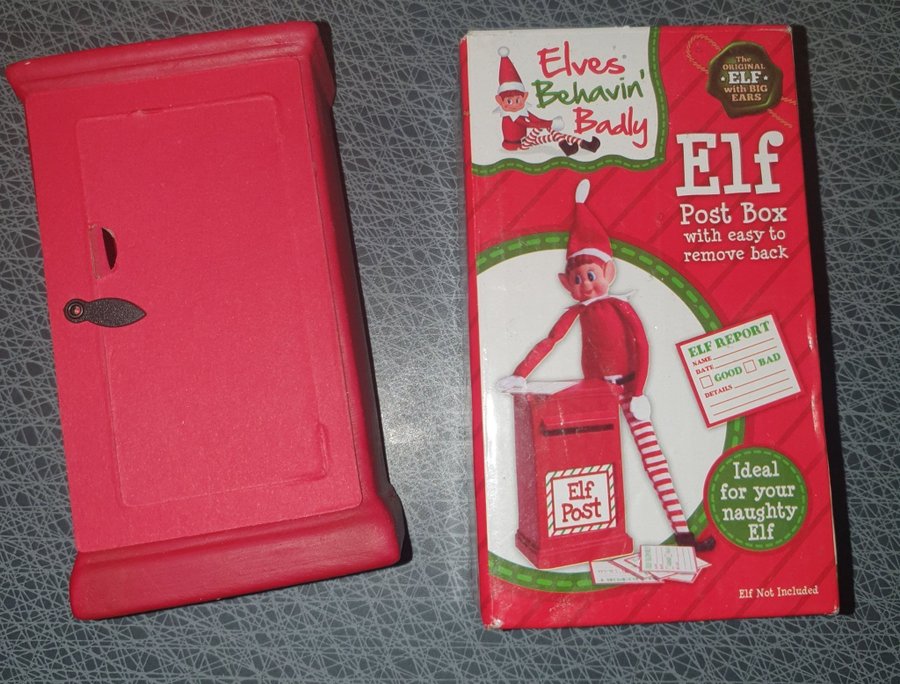 Elves
Behavin'
Badly
The
ORIGINAL
ELF
with BIG
EARS
Elf
Post Box
with easy to
remove back
ELF REPORT
NAME
DATE
GOOD BAD
DETAILS
Elf
Post
Ideal
for your
naughty
Elf
Elf Not Included